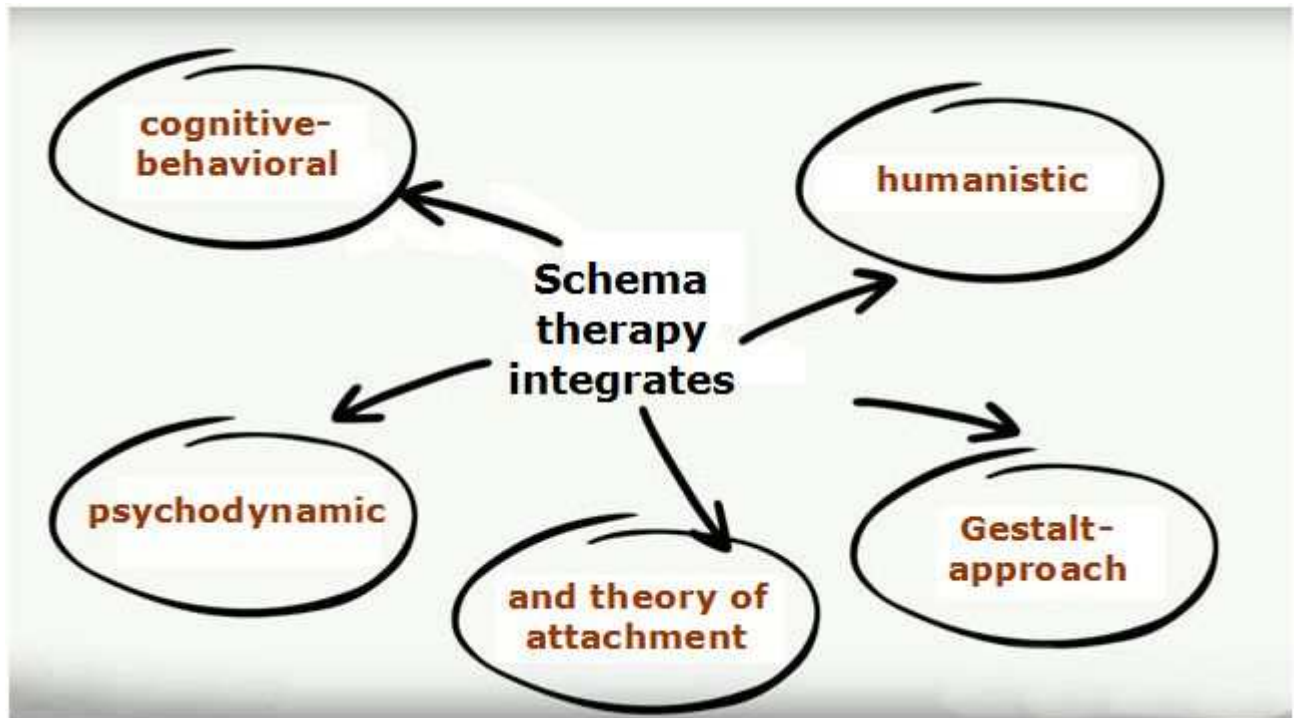 cognitive-
behavioral
humanistic
Schema
therapy
integrates
psychodynamic
Gestalt-
approach
and theory of
attachment